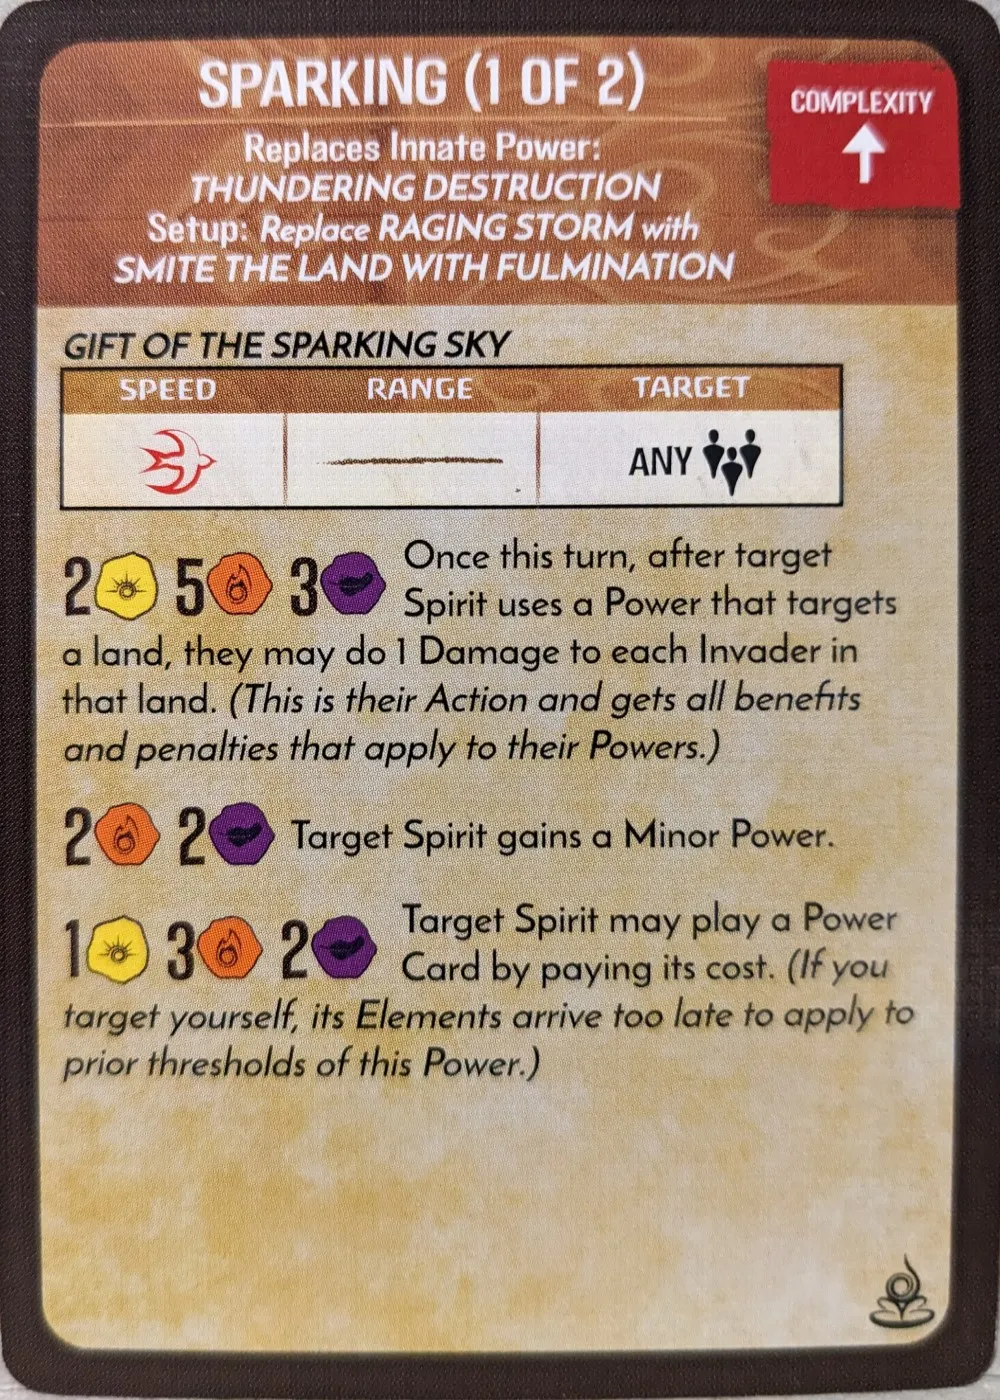 SPARKING (1 OF 2)
COMPLEXITY
Replaces Innate Power:
THUNDERING DESTRUCTION
Setup: Replace RAGING STORM with
SMITE THE LAND WITH FULMINATION
GIFT OF THE SPARKING SKY
SPEED RANGE TARGET
ANY
2 5 3 Once this turn, after target
Spirit uses a Power that targets
a land, they may do 1 Damage to each Invader in
that land. (This is their Action and gets all benefits
and penalties that apply to their Powers.)
2 2 Target Spirit gains a Minor Power.
1 3 2 Target Spirit may play a Power
Card by paying its cost. (If you
target yourself, its Elements arrive too late to apply to
prior thresholds of this Power.)